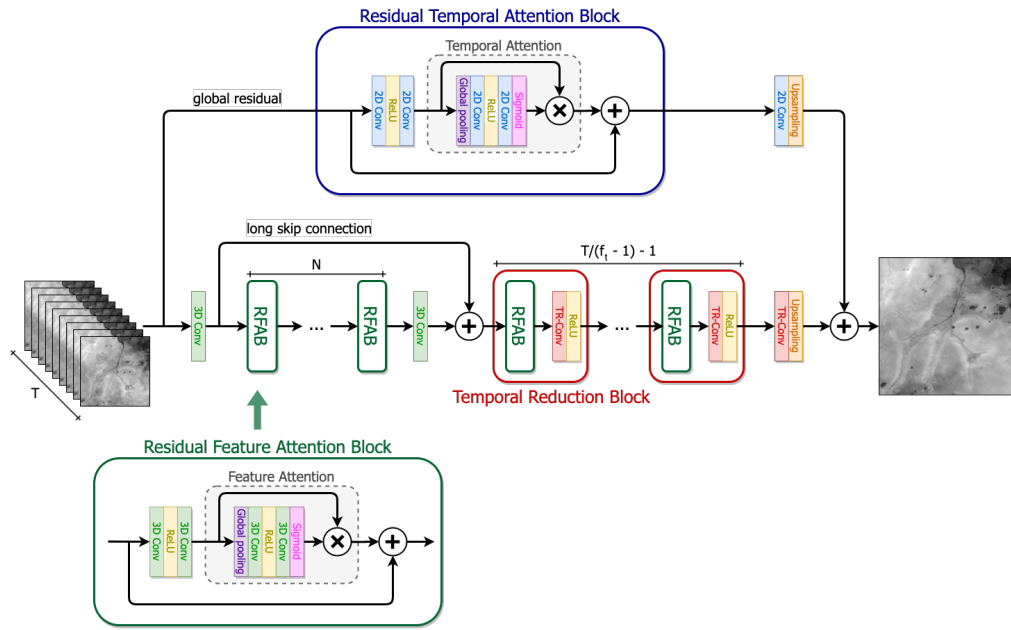 Residual Temporal Attention Block
Temporal Attention
global residual
2D Conv
ReLU
2D Conv
Global pooling
2D Conv
ReLU
2D Conv
Sigmoid
×
+
2D Conv
Upsampling
long skip connection
N
T/(fₜ - 1) - 1
T
3D Conv
RFAB
...
RFAB
3D Conv
+
RFAB
TR-Conv
ReLU
...
RFAB
TR-Conv
ReLU
TR-Conv
Upsampling
+
Temporal Reduction Block
Residual Feature Attention Block
Feature Attention
3D Conv
ReLU
3D Conv
Global pooling
3D Conv
ReLU
3D Conv
Sigmoid
×
+